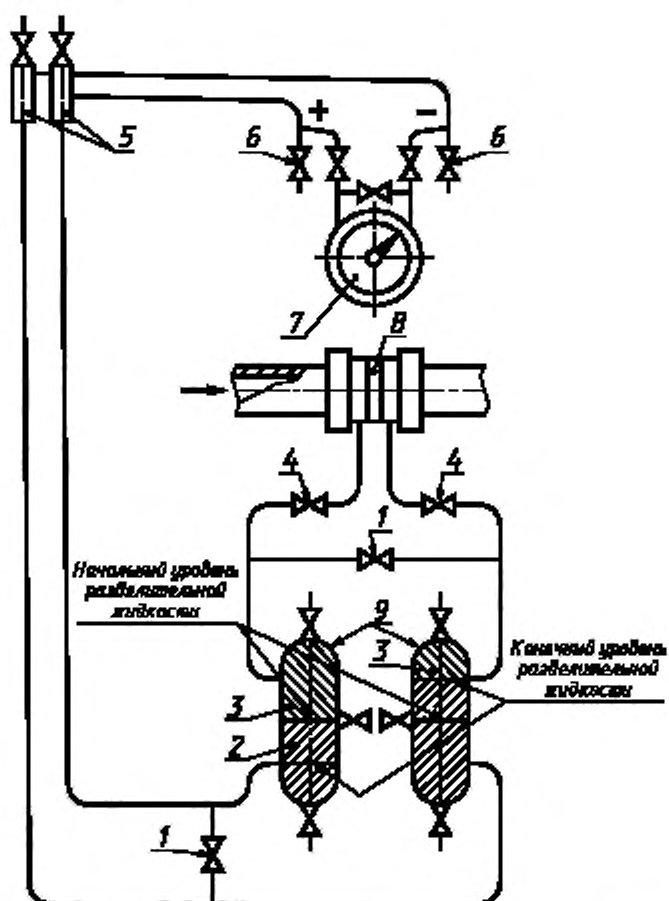 5
6
+
−
6
7
8
4
4
1
Начальный уровень
разделительной
жидкости
9
3
Конечный уровень
разделительной
жидкости
3
2
1